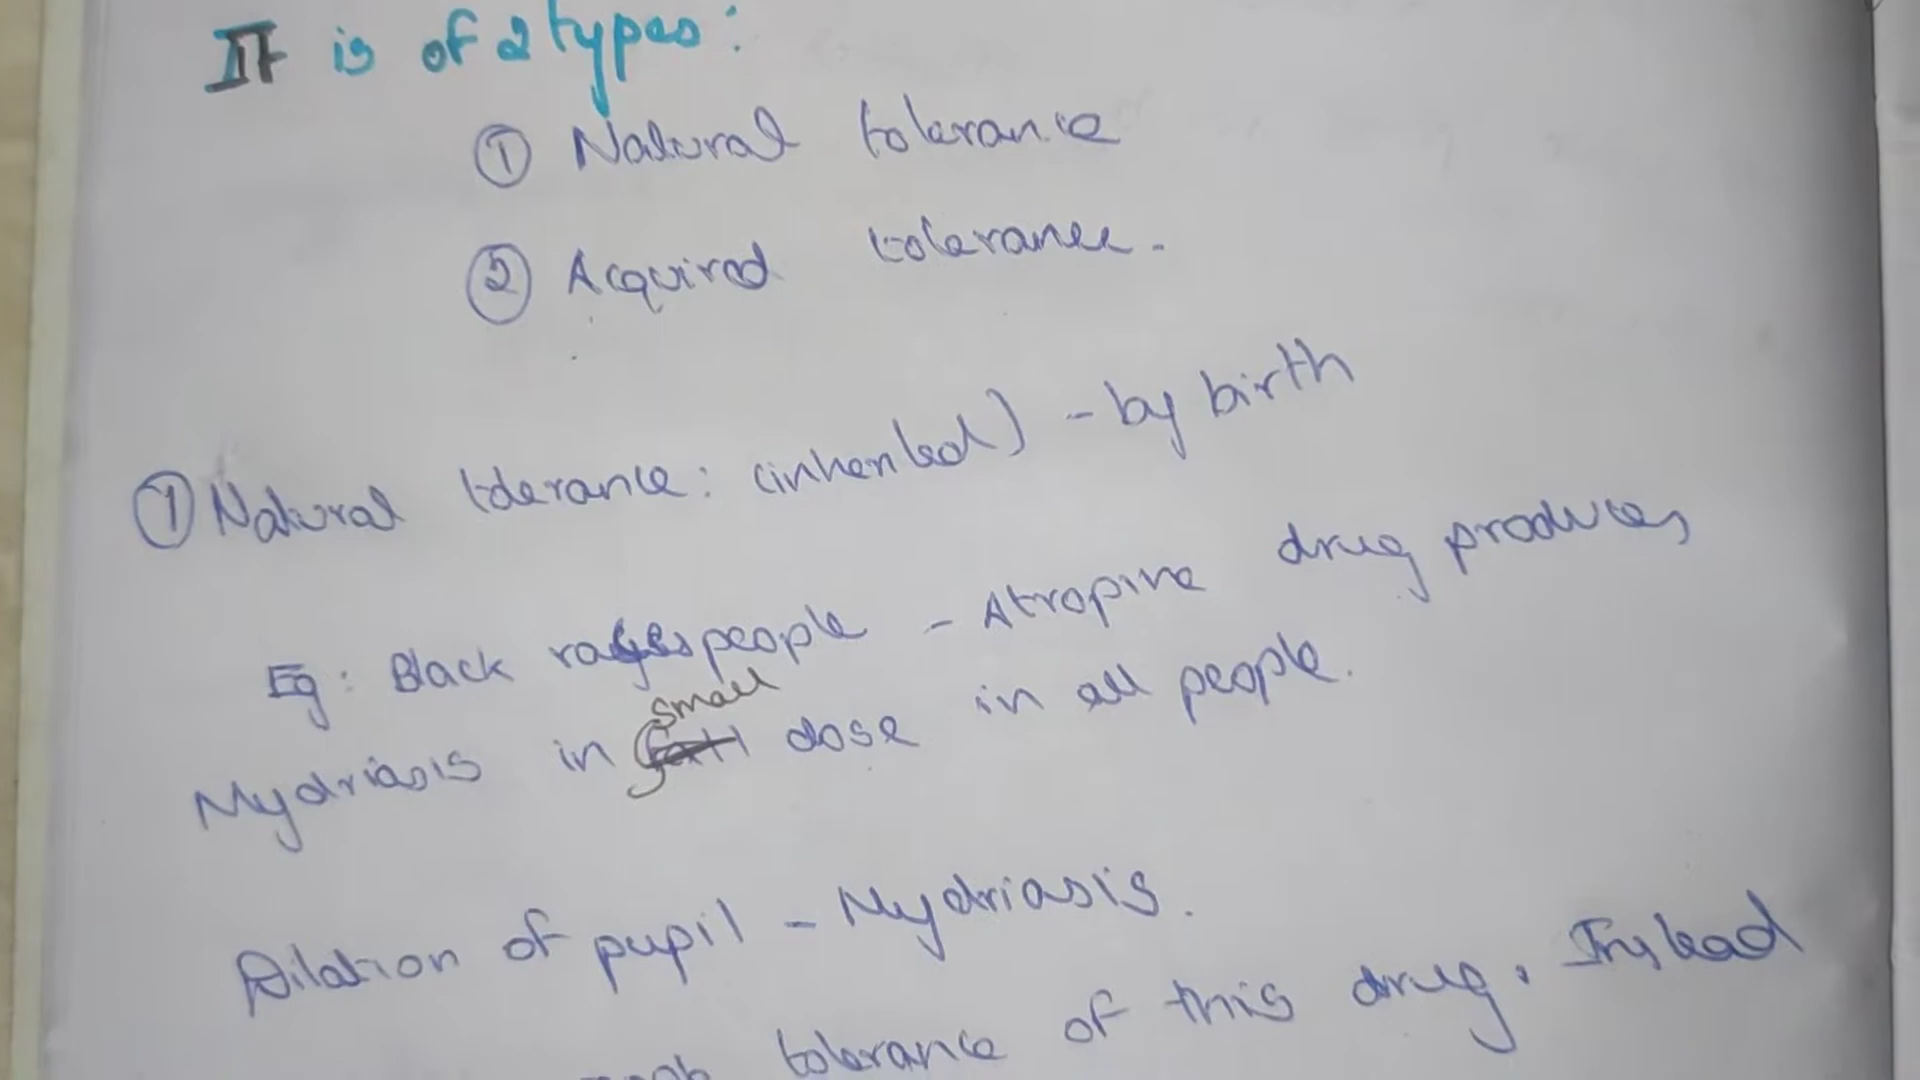 It is of 2 types:
① Natural tolerance
② Acquired tolerance.
① Natural tolerance: (inherited) - by birth
Eg: Black races people - Atropine drug produces
Mydriasis in small dose in all people.
Dilation of pupil - Mydriasis.
tolerance of this drug. Instead